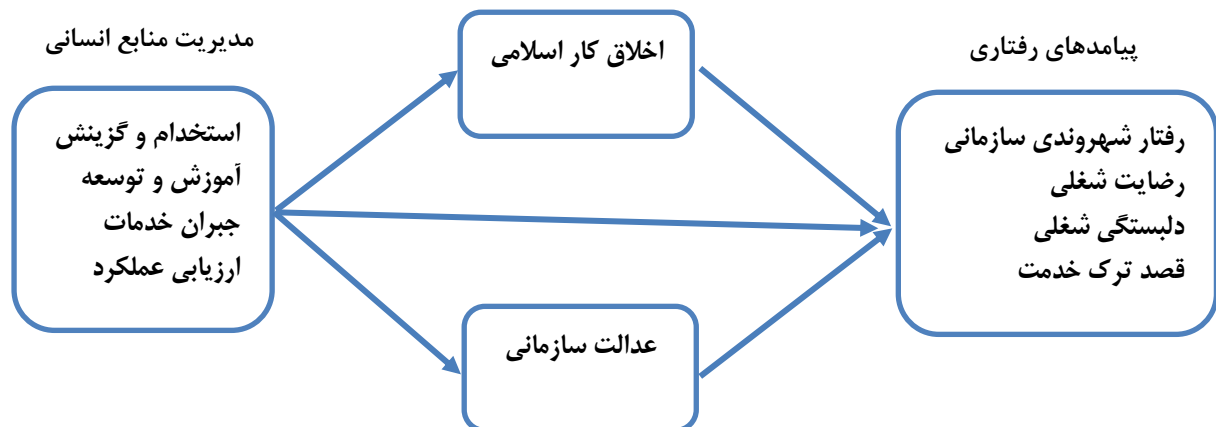 مدیریت منابع انسانی
استخدام و گزینش
آموزش و توسعه
جبران خدمات
ارزیابی عملکرد
اخلاق کار اسلامی
عدالت سازمانی
پیامدهای رفتاری
رفتار شهروندی سازمانی
رضایت شغلی
دلبستگی شغلی
قصد ترک خدمت